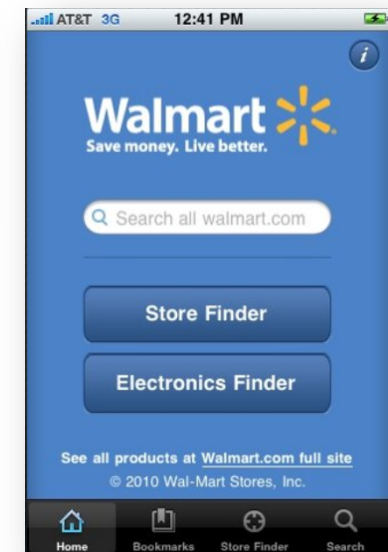 AT&T 3G 12:41 PM
i
Walmart
Save money. Live better.
Search all walmart.com
Store Finder
Electronics Finder
See all products at Walmart.com full site
© 2010 Wal-Mart Stores, Inc.
Home Bookmarks Store Finder Search